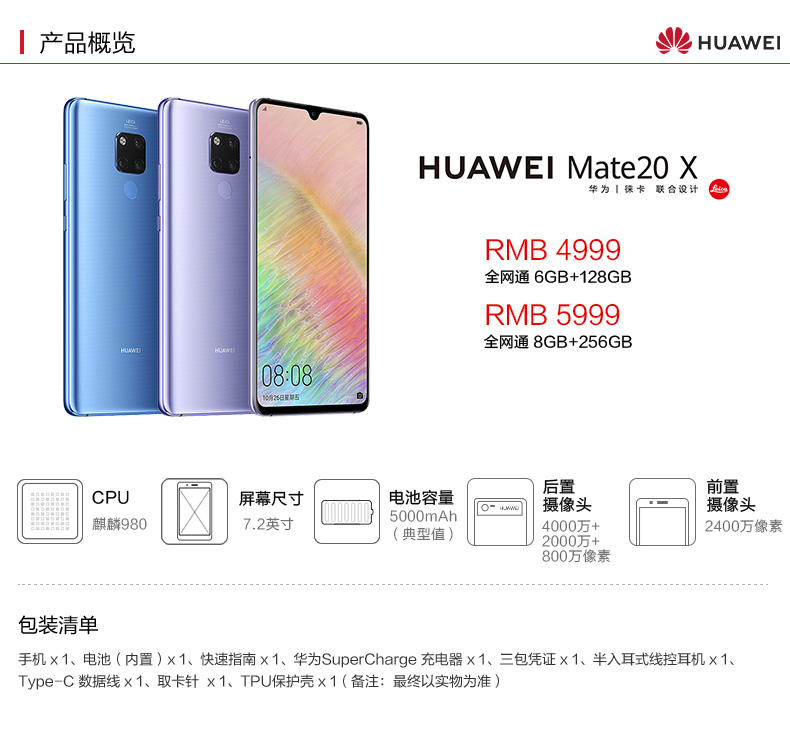 产品概览
HUAWEI
HUAWEI Mate20 X
华为 | 徕卡 联合设计
Leica
RMB 4999
全网通 6GB+128GB
RMB 5999
全网通 8GB+256GB
LEICA
LEICA
HUAWEI
HUAWEI
08:08
10月26日星期五
CPU
麒麟980
屏幕尺寸
7.2英寸
电池容量
5000mAh
（典型值）
HUAWEI
后置
摄像头
4000万+
2000万+
800万像素
前置
摄像头
2400万像素
包装清单
手机 x 1、电池（内置）x 1、快速指南 x 1、华为SuperCharge 充电器 x 1、三包凭证 x 1、半入耳式线控耳机 x 1、
Type-C 数据线 x 1、取卡针 x 1、TPU保护壳 x 1（备注：最终以实物为准）